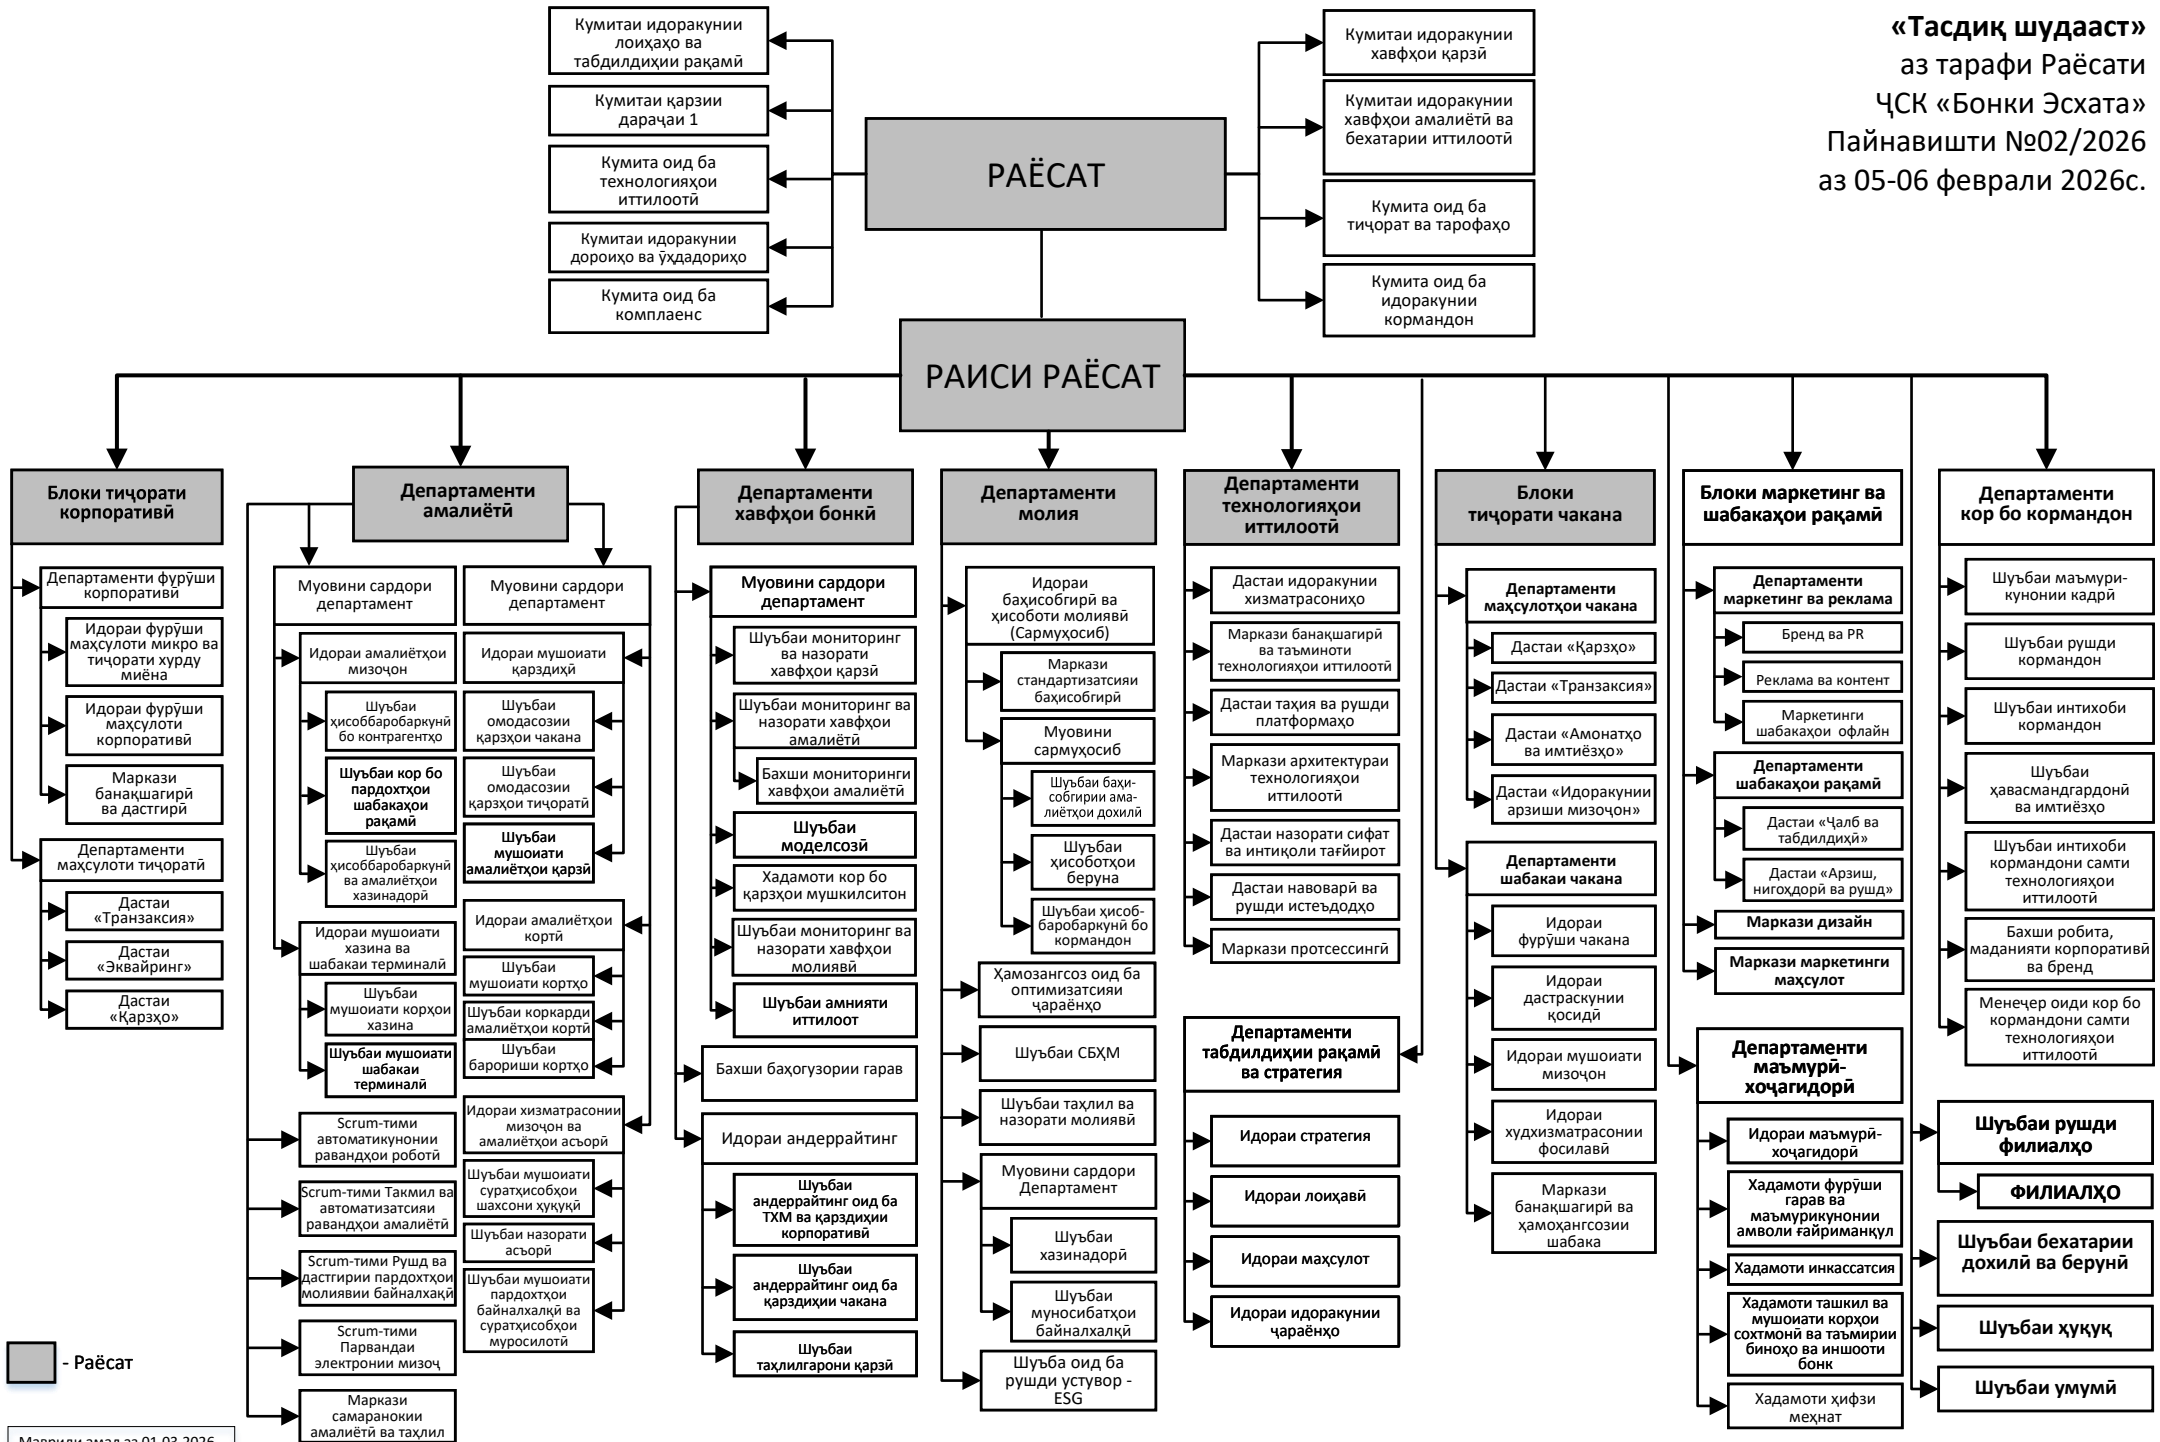 «Тасдиқ шудааст»
аз тарафи Раёсати
ҶСК «Бонки Эсхата»
Пайнавишти №02/2026
аз 05-06 феврали 2026с.
Кумитаи идоракунии
лоиҳаҳо ва
табдилдиҳии рақамӣ
Кумитаи қарзии
дараҷаи 1
Кумита оид ба
технологияҳои
иттилоотӣ
Кумитаи идоракунии
дороиҳо ва ӯҳдадориҳо
Кумита оид ба
комплаенс
РАЁСАТ
Кумитаи идоракунии
хавфҳои қарзӣ
Кумитаи идоракунии
хавфҳои амалиётӣ ва
бехатарии иттилоотӣ
Кумита оид ба
тиҷорат ва тарофаҳо
Кумита оид ба
идоракунии
кормандон
РАИСИ РАЁСАТ
Блоки тиҷорати
корпоративӣ
Департаменти фурӯши
корпоративӣ
Идораи фурӯши
маҳсулоти микро ва
тиҷорати хурду
миёна
Идораи фурӯши
маҳсулоти
корпоративӣ
Маркази
банақшагирӣ
ва дастгирӣ
Департаменти
маҳсулоти тиҷоратӣ
Дастаи
«Транзаксия»
Дастаи
«Эквайринг»
Дастаи
«Қарзҳо»
Департаменти
амалиётӣ
Муовини сардори
департамент
Идораи амалиётҳои
мизоҷон
Шуъбаи
ҳисоббаробаркунӣ
бо контрагентҳо
Шуъбаи кор бо
пардохтҳои
шабакаҳои
рақамӣ
Шуъбаи
ҳисоббаробаркунӣ
ва амалиётҳои
хазинадорӣ
Идораи мушоиати
хазина ва
шабакаи терминалӣ
Шуъбаи
мушоиати корҳои
хазина
Шуъбаи мушоиати
шабакаи
терминалӣ
Scrum-тими
автоматикунонии
равандҳои роботӣ
Scrum-тими Такмил ва
автоматизатсияи
равандҳои амалиётӣ
Scrum-тими Рушд ва
дастгирии пардохтҳои
молиявии байналхақӣ
Scrum-тими
Парвандаи
электронии мизоҷ
Маркази
самаранокии
амалиётӣ ва таҳлил
Муовини сардори
департамент
Идораи мушоиати
қарздиҳӣ
Шуъбаи
омодасозии
қарзҳои чакана
Шуъбаи
омодасозии
қарзҳои тиҷоратӣ
Шуъбаи
мушоиати
амалиётҳои қарзӣ
Идораи амалиётҳои
кортӣ
Шуъбаи
мушоиати кортҳо
Шуъбаи коркарди
амалиётҳои кортӣ
Шуъбаи
барориши кортҳо
Идораи хизматрасонии
мизоҷон ва
амалиётҳои асъорӣ
Шуъбаи мушоиати
суратҳисобҳои
шахсони ҳуқуқӣ
Шуъбаи назорати
асъорӣ
Шуъбаи мушоиати
пардохтҳои
байналхалқӣ ва
суратҳисобҳои
муросилотӣ
Департаменти
хавфҳои бонкӣ
Муовини сардори
департамент
Шуъбаи мониторинг
ва назорати
хавфҳои қарзӣ
Шуъбаи мониторинг ва
назорати хавфҳои
амалиётӣ
Бахши мониторинги
хавфҳои амалиётӣ
Шуъбаи
моделсозӣ
Хадамоти кор бо
қарзҳои мушкилситон
Шуъбаи мониторинг ва
назорати хавфҳои
молиявӣ
Шуъбаи амнияти
иттилоот
Бахши баҳогузории гарав
Идораи андеррайтинг
Шуъбаи
андеррайтинг оид ба
ТХМ ва қарздиҳии
корпоративӣ
Шуъбаи
андеррайтинг оид ба
қарздиҳии чакана
Шуъбаи
таҳлилгарони қарзӣ
Департаменти
молия
Идораи
баҳисобгирӣ ва
ҳисоботи молиявӣ
(Сармуҳосиб)
Маркази
стандартизатсияи
баҳисобгирӣ
Муовини
сармуҳосиб
Шуъбаи баҳи-
собгирии ама-
лиётҳои дохилӣ
Шуъбаи
ҳисоботҳои
беруна
Шуъбаи ҳисоб-
баробаркунӣ бо
кормандон
Ҳамозангсоз оид ба
оптимизатсияи
ҷараёнҳо
Шуъбаи СБҲМ
Шуъбаи таҳлил ва
назорати молиявӣ
Муовини сардори
Департамент
Шуъбаи
хазинадорӣ
Шуъбаи
муносибатҳои
байналхалқӣ
Шуъба оид ба
рушди устувор -
ESG
Департаменти
технологияҳои
иттилоотӣ
Дастаи идоракунии
хизматрасониҳо
Маркази банақшагирӣ
ва таъминоти
технологияҳои иттилоотӣ
Дастаи таҳия ва рушди
платформаҳо
Маркази архитектураи
технологияҳои
иттилоотӣ
Дастаи назорати сифат
ва интиқоли тағйирот
Дастаи навоварӣ ва
рушди истеъдодҳо
Маркази протсессингӣ
Департаменти
табдилдиҳии рақамӣ
ва стратегия
Идораи стратегия
Идораи лоиҳавӣ
Идораи маҳсулот
Идораи идоракунии
ҷараёнҳо
Блоки
тиҷорати чакана
Департаменти
маҳсулотҳои чакана
Дастаи «Қарзҳо»
Дастаи «Транзаксия»
Дастаи «Амонатҳо
ва имтиёзҳо»
Дастаи «Идоракунии
арзиши мизоҷон»
Департаменти
шабакаи чакана
Идораи
фурӯши чакана
Идораи
дастраскунии
қосидӣ
Идораи мушоиати
мизоҷон
Идораи
худхизматрасонии
фосилавӣ
Маркази
банақшагирӣ ва
ҳамоҳангсозии
шабака
Блоки маркетинг ва
шабакаҳои рақамӣ
Департаменти
маркетинг ва реклама
Бренд ва PR
Реклама ва контент
Маркетинги
шабакаҳои офлайн
Департаменти
шабакаҳои рақамӣ
Дастаи «Ҷалб ва
табдилдиҳӣ»
Дастаи «Арзиш,
нигоҳдорӣ ва рушд»
Маркази дизайн
Маркази маркетинги
маҳсулот
Департаменти
маъмурӣ-
хоҷагидорӣ
Идораи маъмурӣ-
хоҷагидорӣ
Хадамоти фурӯши
гарав ва
маъмурикунонии
амволи ғайриманқул
Хадамоти инкассатсия
Хадамоти ташкил ва
мушоиати корҳои
сохтмонӣ ва таъмирии
биноҳо ва иншооти
бонк
Хадамоти ҳифзи
меҳнат
Департаменти
кор бо кормандон
Шуъбаи маъмури-
кунонии кадрӣ
Шуъбаи рушди
кормандон
Шуъбаи интихоби
кормандон
Шуъбаи
ҳавасмандгардонӣ
ва имтиёзҳо
Шуъбаи интихоби
кормандони самти
технологияҳои
иттилоотӣ
Бахши робита,
маданияти корпоративӣ
ва бренд
Менеҷер оиди кор бо
кормандони самти
технологияҳои
иттилоотӣ
Шуъбаи рушди
филиалҳо
ФИЛИАЛҲО
Шуъбаи бехатарии
дохилӣ ва берунӣ
Шуъбаи ҳуқуқ
Шуъбаи умумӣ
- Раёсат